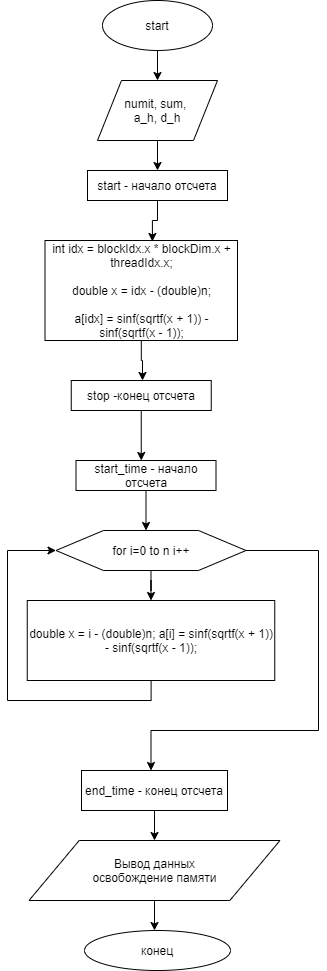 start
numit, sum,
a_h, d_h
start - начало отсчета
int idx = blockIdx.x * blockDim.x +
threadIdx.x;
double x = idx - (double)n;
a[idx] = sinf(sqrtf(x + 1)) -
sinf(sqrtf(x - 1));
stop -конец отсчета
start_time - начало
отсчета
for i=0 to n i++
double x = i - (double)n; a[i] = sinf(sqrtf(x + 1))
- sinf(sqrtf(x - 1));
end_time - конец отсчета
Вывод данных
освобождение памяти
конец